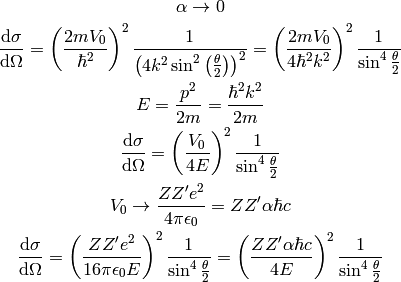 α → 0
dσ/dΩ = (2mV₀/ℏ²)² 1/(4k² sin²(θ/2))² = (2mV₀/4ℏ²k²)² 1/sin⁴ θ/2
E = p²/2m = ℏ²k²/2m
dσ/dΩ = (V₀/4E)² 1/sin⁴ θ/2
V₀ → ZZ′e²/4πϵ₀ = ZZ′αℏc
dσ/dΩ = (ZZ′e²/16πϵ₀E)² 1/sin⁴ θ/2 = (ZZ′αℏc/4E)² 1/sin⁴ θ/2